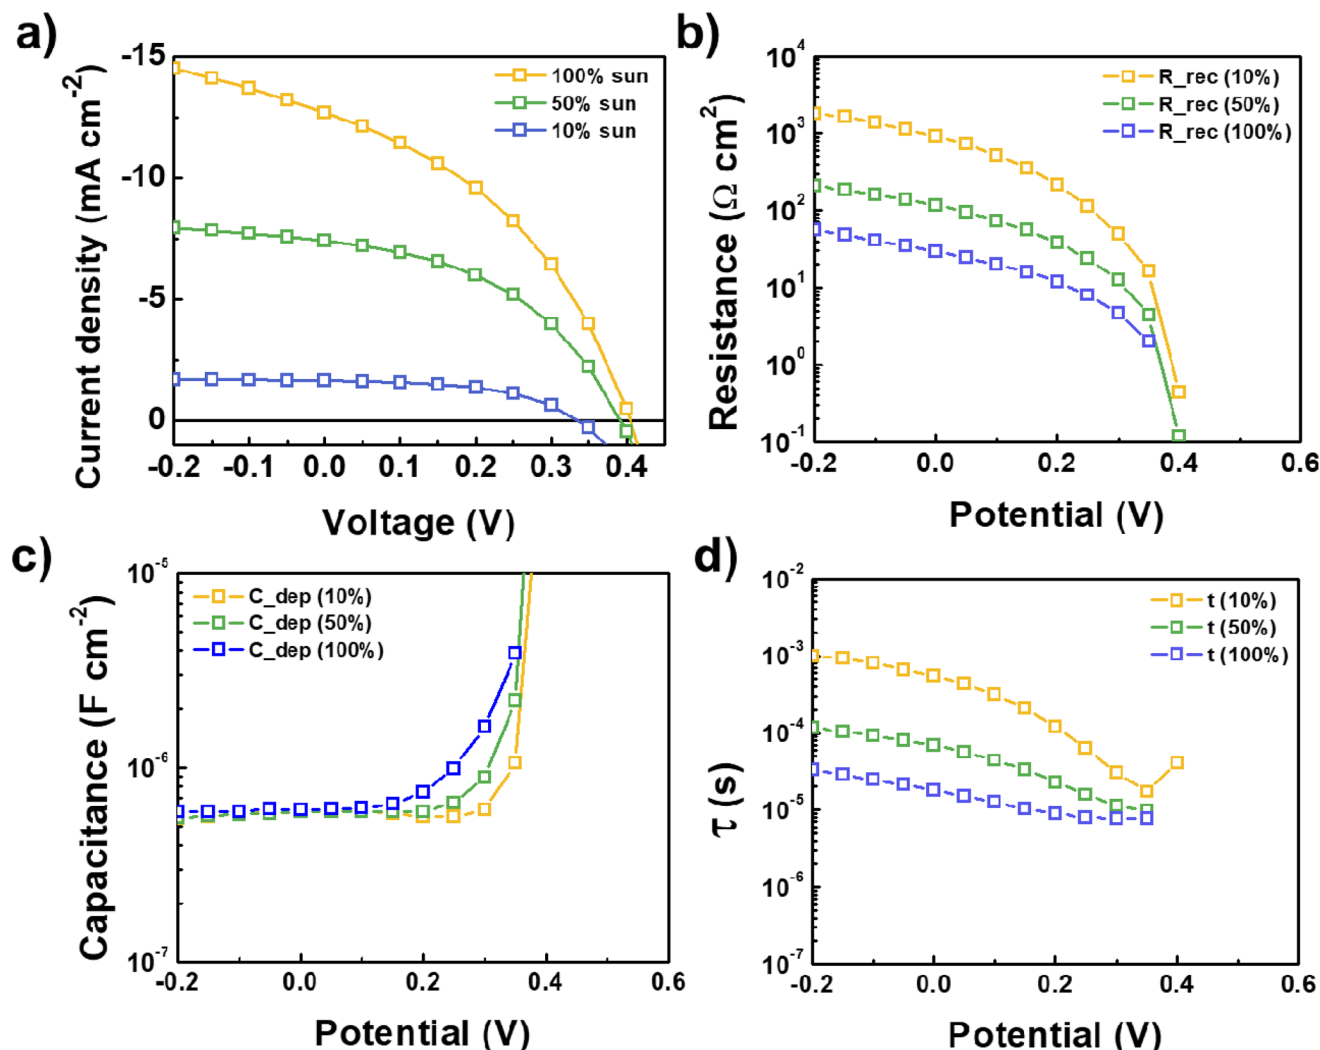 a)
-15
-10
-5
0
Current density (mA cm-2)
100% sun
50% sun
10% sun
-0.2 -0.1 0.0 0.1 0.2 0.3 0.4
Voltage (V)
b)
10^4
10^3
10^2
10^1
10^0
10^-1
Resistance (Ω cm2)
R_rec (10%)
R_rec (50%)
R_rec (100%)
-0.2 0.0 0.2 0.4 0.6
Potential (V)
c)
10^-5
10^-6
10^-7
Capacitance (F cm-2)
C_dep (10%)
C_dep (50%)
C_dep (100%)
-0.2 0.0 0.2 0.4 0.6
Potential (V)
d)
10^-2
10^-3
10^-4
10^-5
10^-6
10^-7
τ (s)
t (10%)
t (50%)
t (100%)
-0.2 0.0 0.2 0.4 0.6
Potential (V)